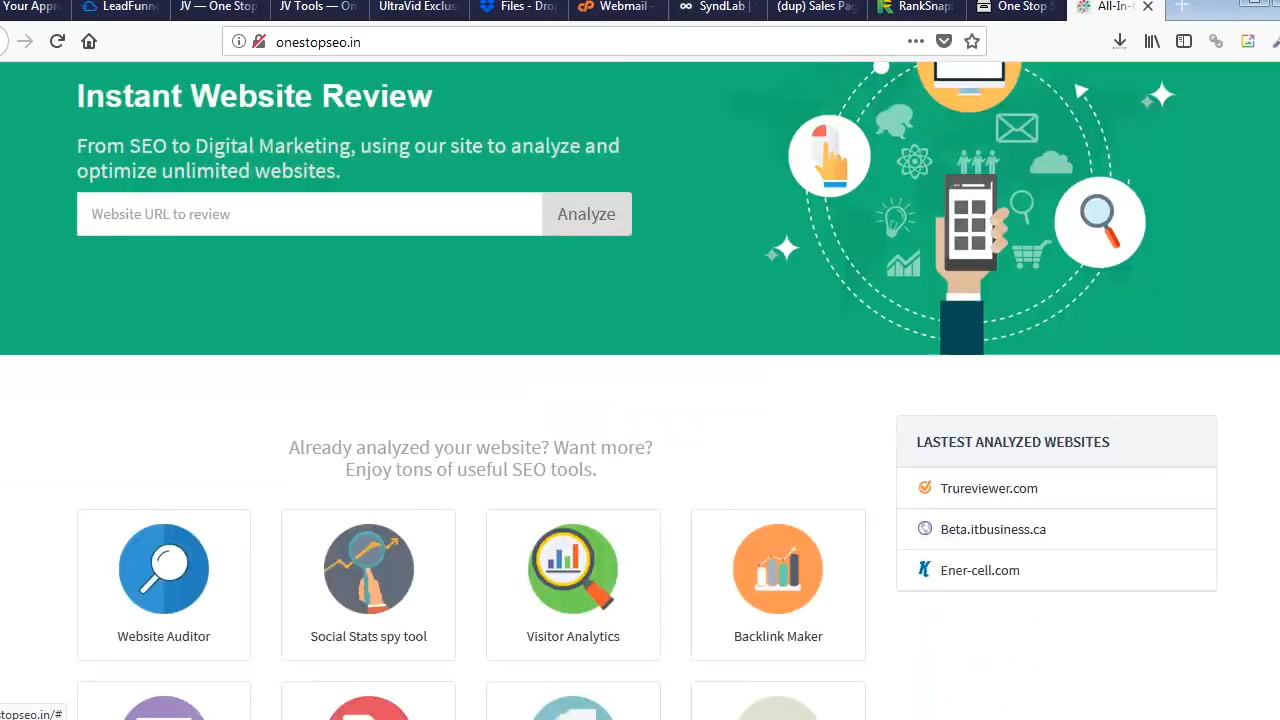 Your Appr
LeadFunne
JV — One Stop
JV Tools — On
UltraVid Exclus
Files - Drop
Webmail -
SyndLab |
(dup) Sales Pag
RankSnap
One Stop S
All-In-
onestopseo.in
Instant Website Review
From SEO to Digital Marketing, using our site to analyze and
optimize unlimited websites.
Website URL to review
Analyze
Already analyzed your website? Want more?
Enjoy tons of useful SEO tools.
LASTEST ANALYZED WEBSITES
Trureviewer.com
Beta.itbusiness.ca
Ener-cell.com
Website Auditor
Social Stats spy tool
Visitor Analytics
Backlink Maker
stopseo.in/#